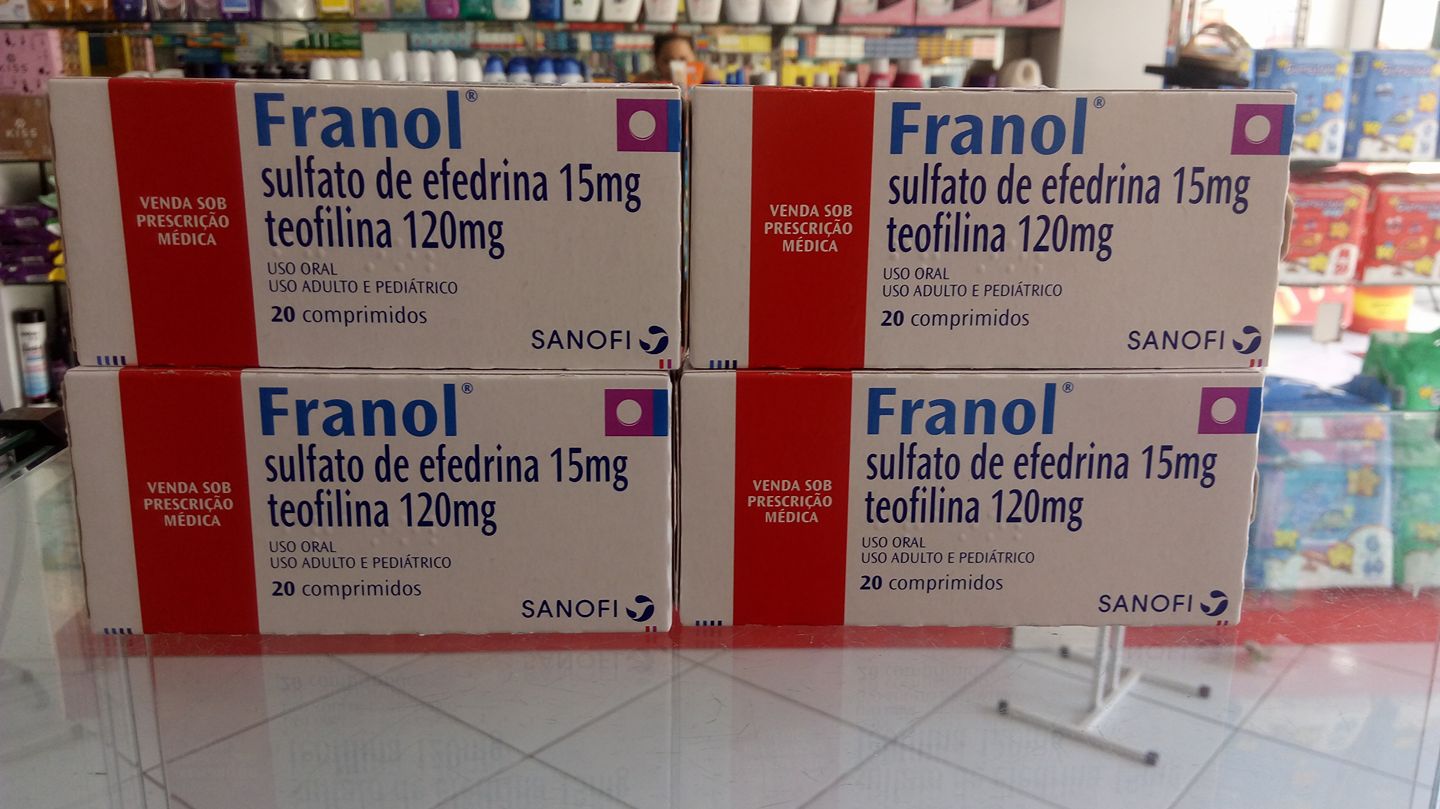 Franol®
sulfato de efedrina 15mg
teofilina 120mg
VENDA SOB
PRESCRIÇÃO
MÉDICA
USO ORAL
USO ADULTO E PEDIÁTRICO
20 comprimidos
SANOFI
Franol®
sulfato de efedrina 15mg
teofilina 120mg
VENDA SOB
PRESCRIÇÃO
MÉDICA
USO ORAL
USO ADULTO E PEDIÁTRICO
20 comprimidos
SANOFI
Franol®
sulfato de efedrina 15mg
teofilina 120mg
VENDA SOB
PRESCRIÇÃO
MÉDICA
USO ORAL
USO ADULTO E PEDIÁTRICO
20 comprimidos
SANOFI
Franol®
sulfato de efedrina 15mg
teofilina 120mg
VENDA SOB
PRESCRIÇÃO
MÉDICA
USO ORAL
USO ADULTO E PEDIÁTRICO
20 comprimidos
SANOFI
KISS
KISS